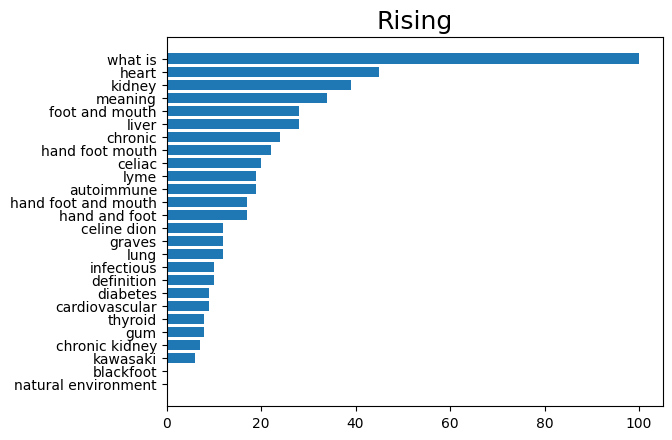 Rising
what is
heart
kidney
meaning
foot and mouth
liver
chronic
hand foot mouth
celiac
lyme
autoimmune
hand foot and mouth
hand and foot
celine dion
graves
lung
infectious
definition
diabetes
cardiovascular
thyroid
gum
chronic kidney
kawasaki
blackfoot
natural environment
0 20 40 60 80 100